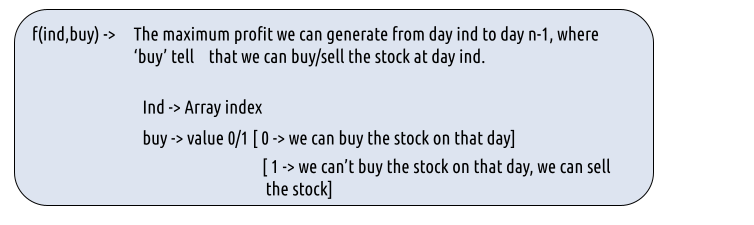 f(ind,buy) -> The maximum profit we can generate from day ind to day n-1, where
‘buy’ tell that we can buy/sell the stock at day ind.
Ind -> Array index
buy -> value 0/1 [ 0 -> we can buy the stock on that day]
[ 1 -> we can’t buy the stock on that day, we can sell
the stock]